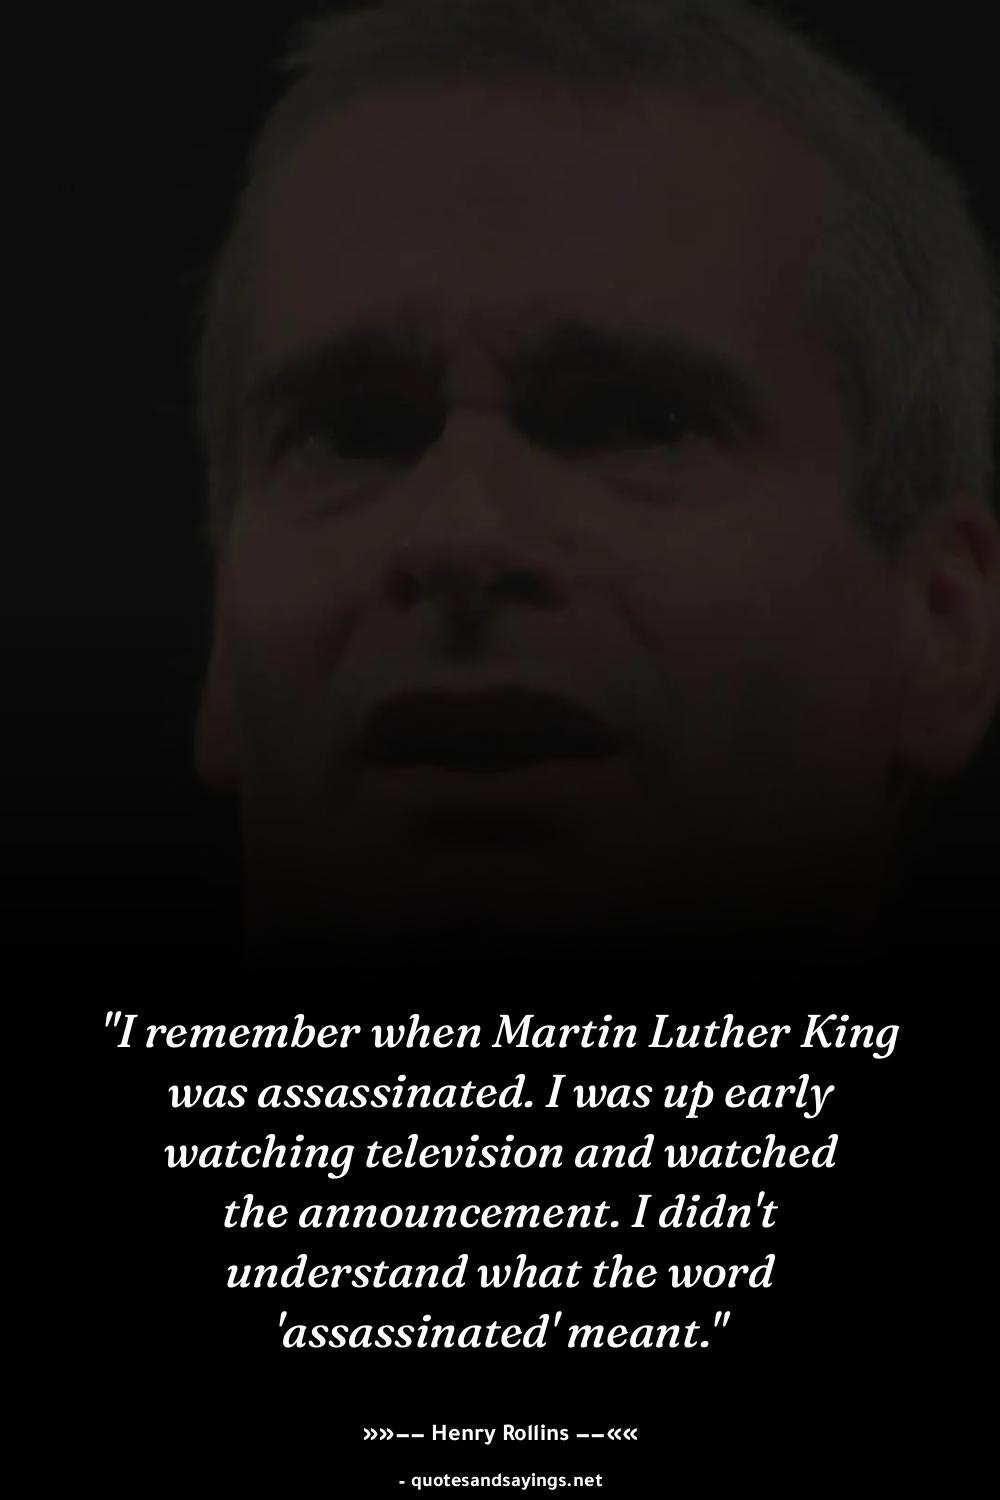 "I remember when Martin Luther King
was assassinated. I was up early
watching television and watched
the announcement. I didn't
understand what the word
'assassinated' meant."
»»–– Henry Rollins ––««
- quotesandsayings.net